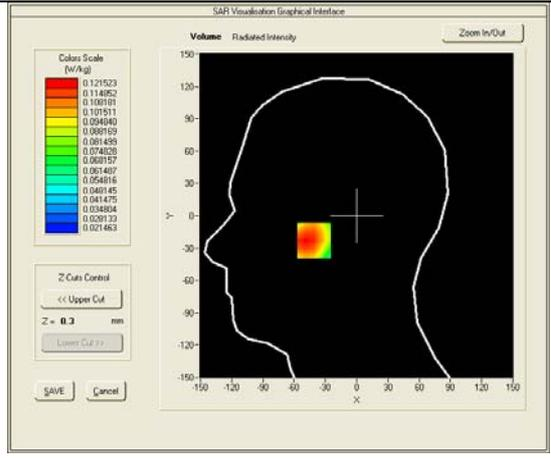 SAR Visualisation Graphical Interface
Volume Radiated Intensity
Zoom In/Out
Colors Scale
(W/kg)
0.121523
0.114852
0.108181
0.101511
0.094840
0.088169
0.081499
0.074828
0.068157
0.061487
0.054816
0.048145
0.041475
0.034804
0.028133
0.021463
Z Cuts Control
<< Upper Cut
Z = 0.3 mm
Lower Cut >>
SAVE Cancel
150
120
90
60
30
0
-30
-60
-90
-120
-150
Y
-150 -120 -90 -60 -30 0 30 60 90 120 150
X